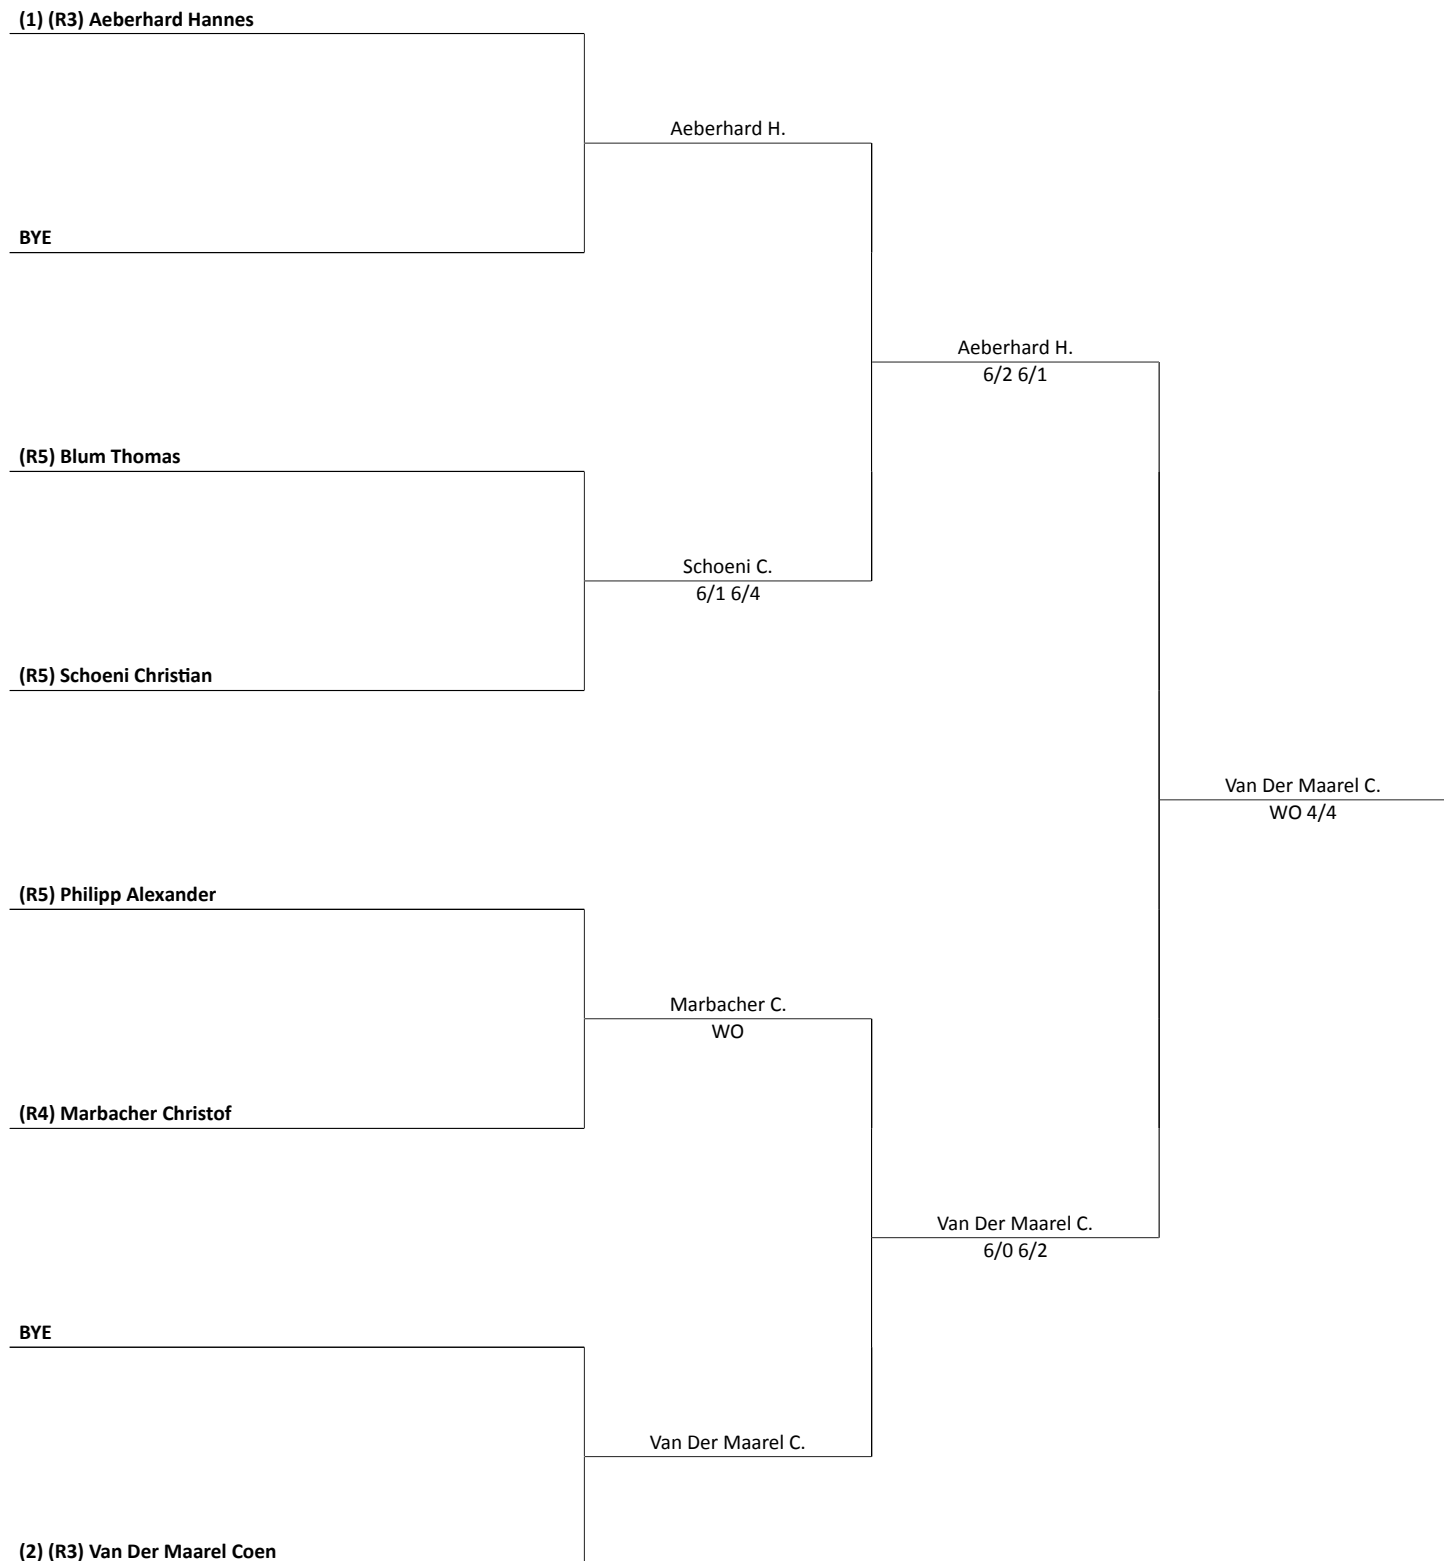 (1) (R3) Aeberhard Hannes
Aeberhard H.
BYE
Aeberhard H.
6/2 6/1
(R5) Blum Thomas
Schoeni C.
6/1 6/4
(R5) Schoeni Christian
Van Der Maarel C.
WO 4/4
(R5) Philipp Alexander
Marbacher C.
WO
(R4) Marbacher Christof
Van Der Maarel C.
6/0 6/2
BYE
Van Der Maarel C.
(2) (R3) Van Der Maarel Coen